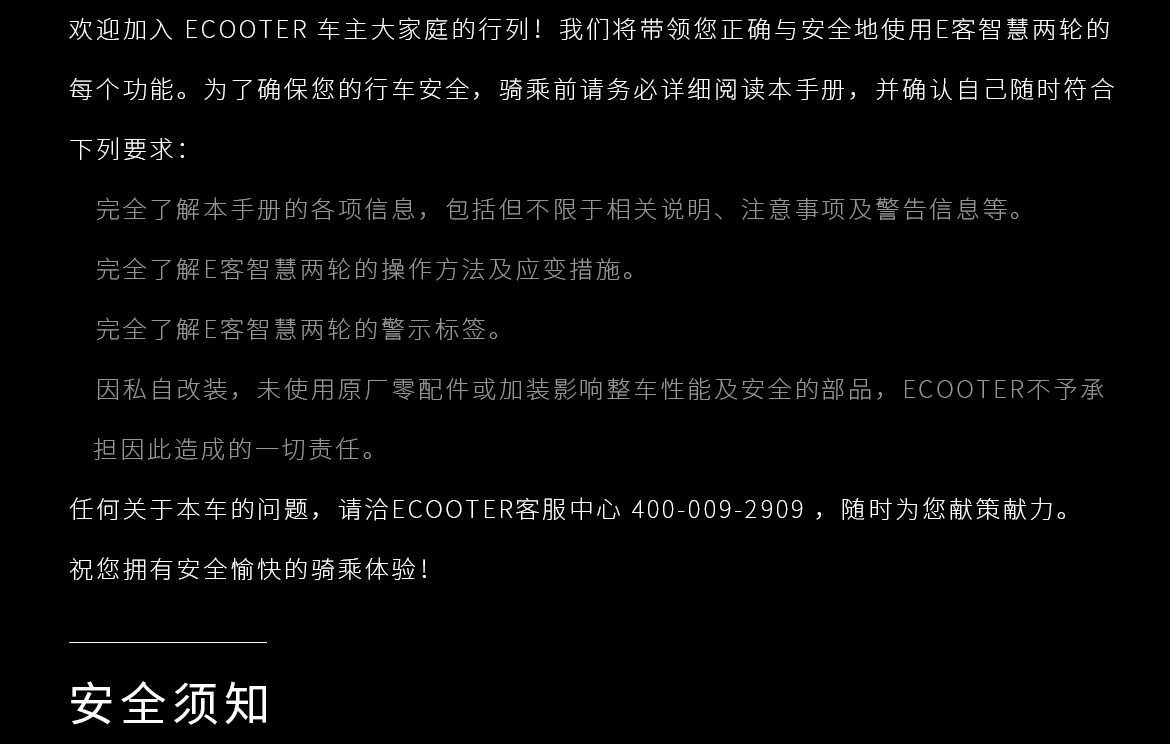 欢迎加入 ECOOTER 车主大家庭的行列！我们将带领您正确与安全地使用E客智慧两轮的
每个功能。为了确保您的行车安全，骑乘前请务必详细阅读本手册，并确认自己随时符合
下列要求：
完全了解本手册的各项信息，包括但不限于相关说明、注意事项及警告信息等。
完全了解E客智慧两轮的操作方法及应变措施。
完全了解E客智慧两轮的警示标签。
因私自改装，未使用原厂零配件或加装影响整车性能及安全的部品，ECOOTER不予承
担因此造成的一切责任。
任何关于本车的问题，请洽ECOOTER客服中心 400-009-2909 ，随时为您献策献力。
祝您拥有安全愉快的骑乘体验！
安全须知